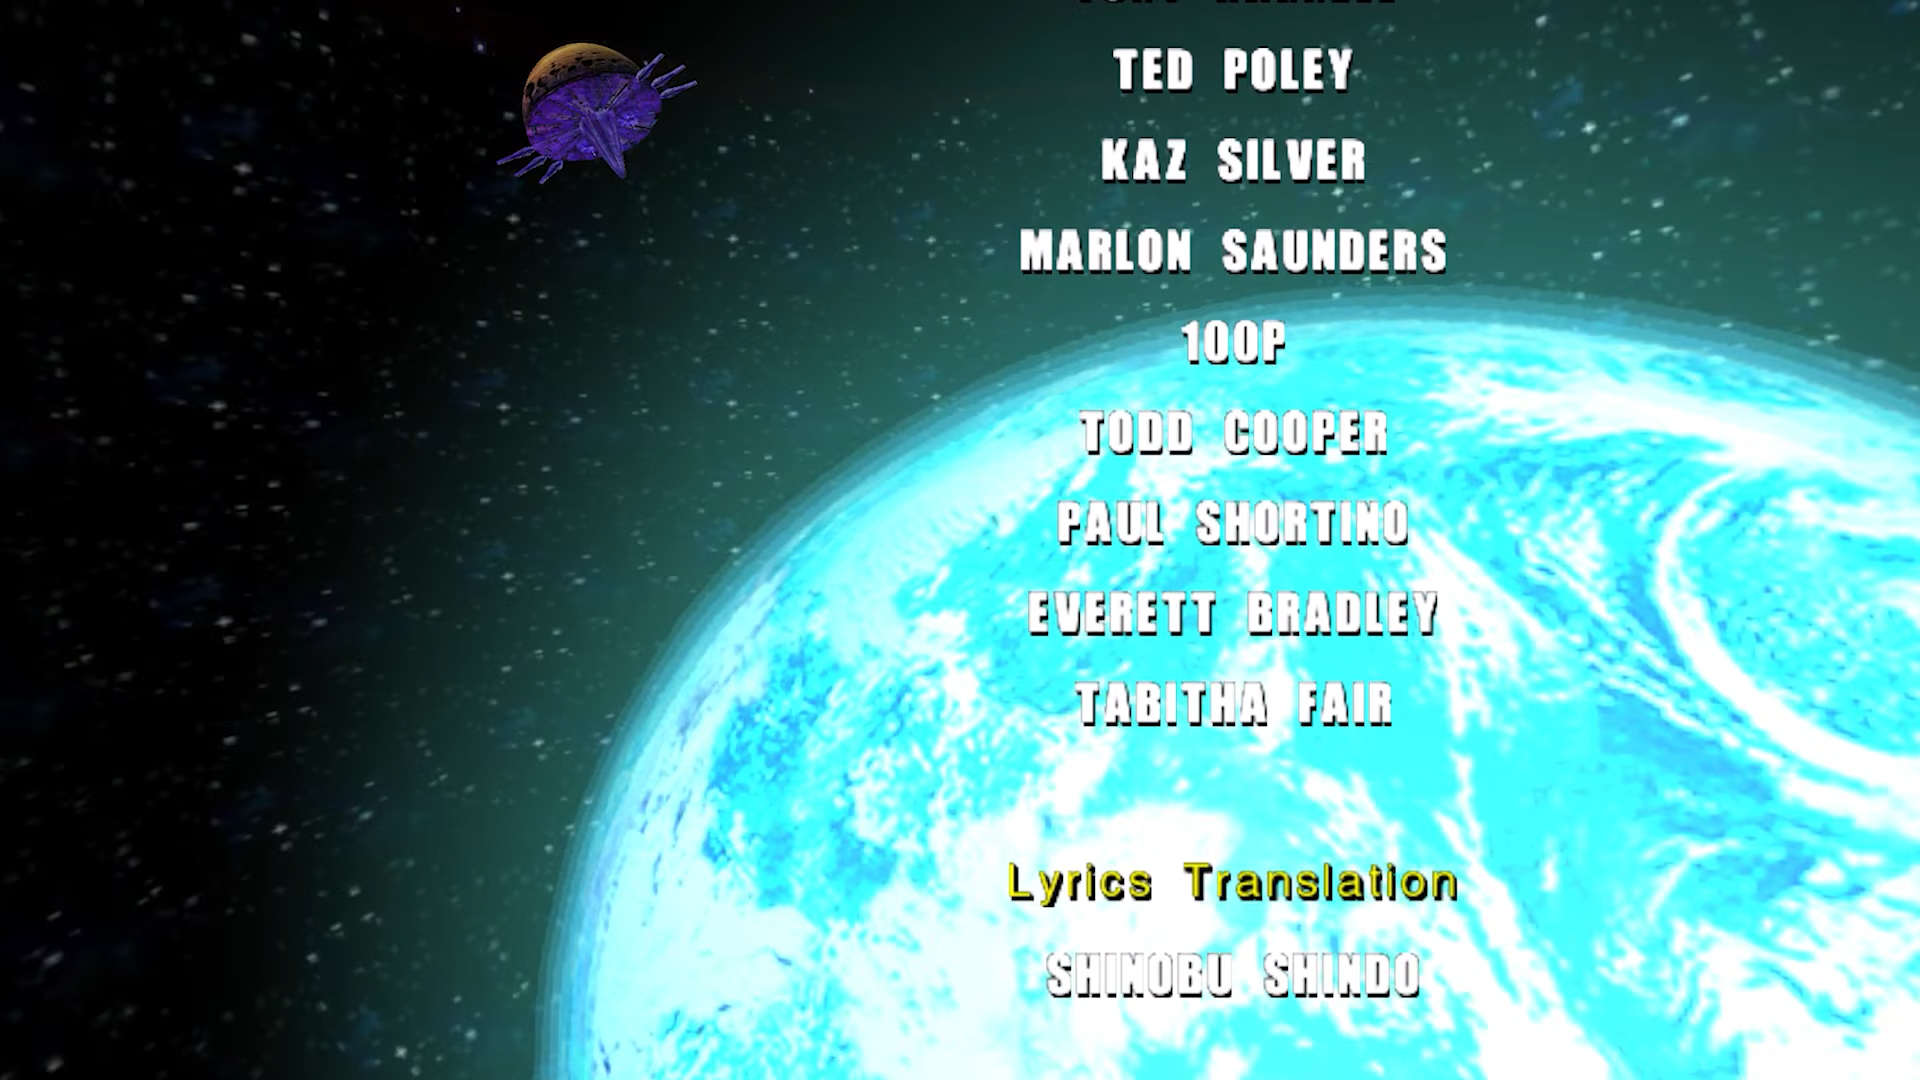 TED POLEY
KAZ SILVER
MARLON SAUNDERS
100P
TODD COOPER
PAUL SHORTINO
EVERETT BRADLEY
TABITHA FAIR
Lyrics Translation
SHINOBU SHINDO